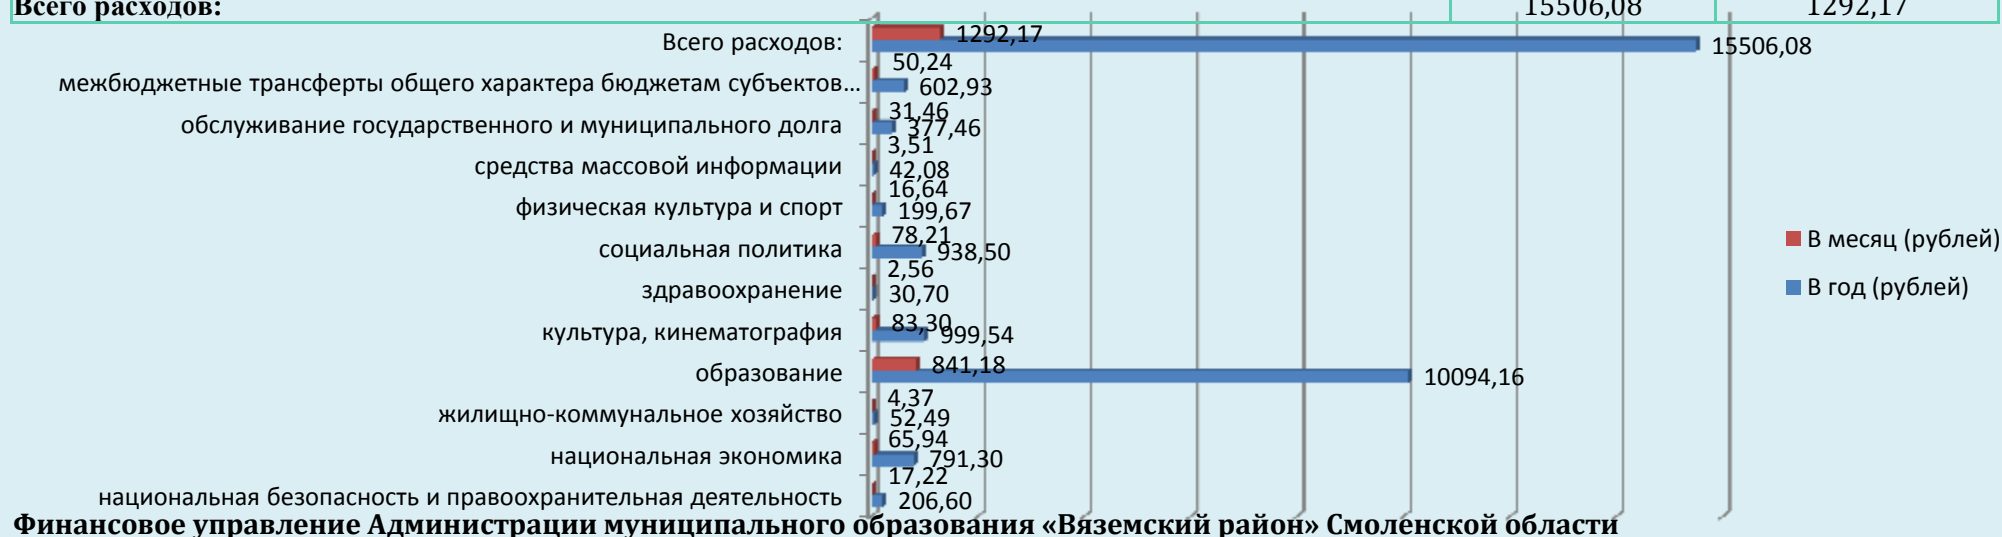 Всего расходов: 15506,08 1292,17
Всего расходов: 1292,17 15506,08
межбюджетные трансферты общего характера бюджетам субъектов… 50,24 602,93
обслуживание государственного и муниципального долга 31,46 377,46
средства массовой информации 3,51 42,08
физическая культура и спорт 16,64 199,67
социальная политика 78,21 938,50
здравоохранение 2,56 30,70
культура, кинематография 83,30 999,54
образование 841,18 10094,16
жилищно-коммунальное хозяйство 4,37 52,49
национальная экономика 65,94 791,30
национальная безопасность и правоохранительная деятельность 17,22 206,60
В месяц (рублей)
В год (рублей)
Финансовое управление Администрации муниципального образования «Вяземский район» Смоленской области